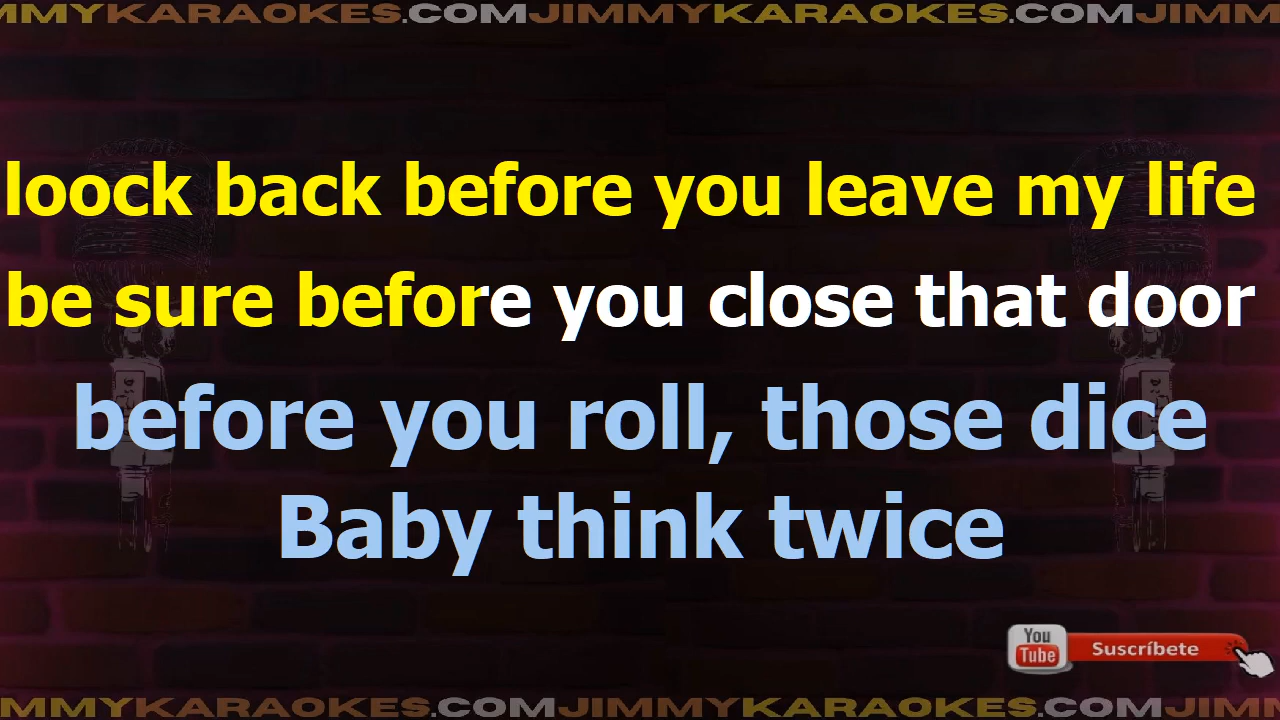 MMYKARAOKES.COMJIMMYKARAOKES.COMJIMM
loock back before you leave my life
be sure before you close that door
before you roll, those dice
Baby think twice
You
Tube
Suscríbete
MMYKARAOKES.COMJIMMYKARAOKES.COMJIMM